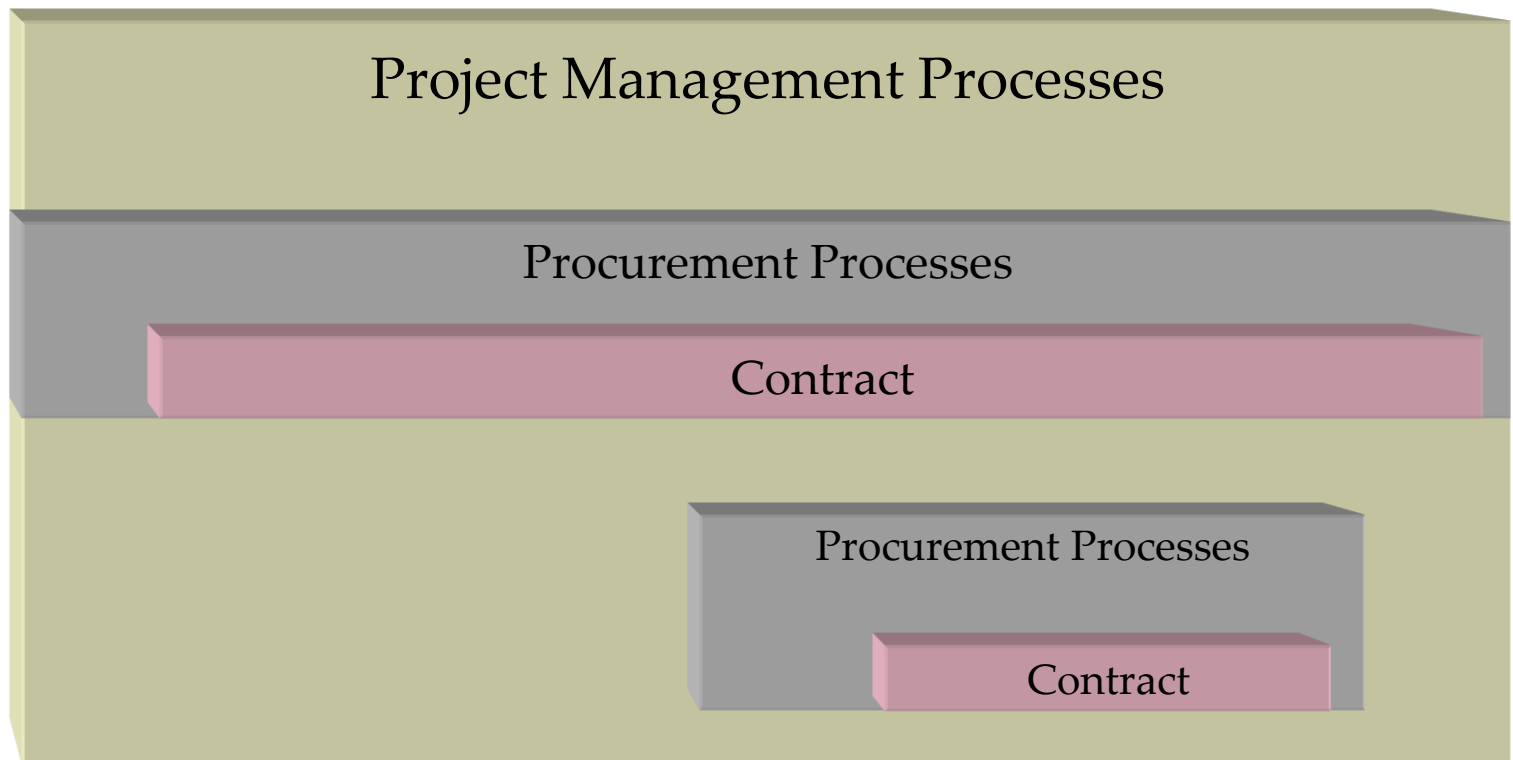 Project Management Processes
Procurement Processes
Contract
Procurement Processes
Contract